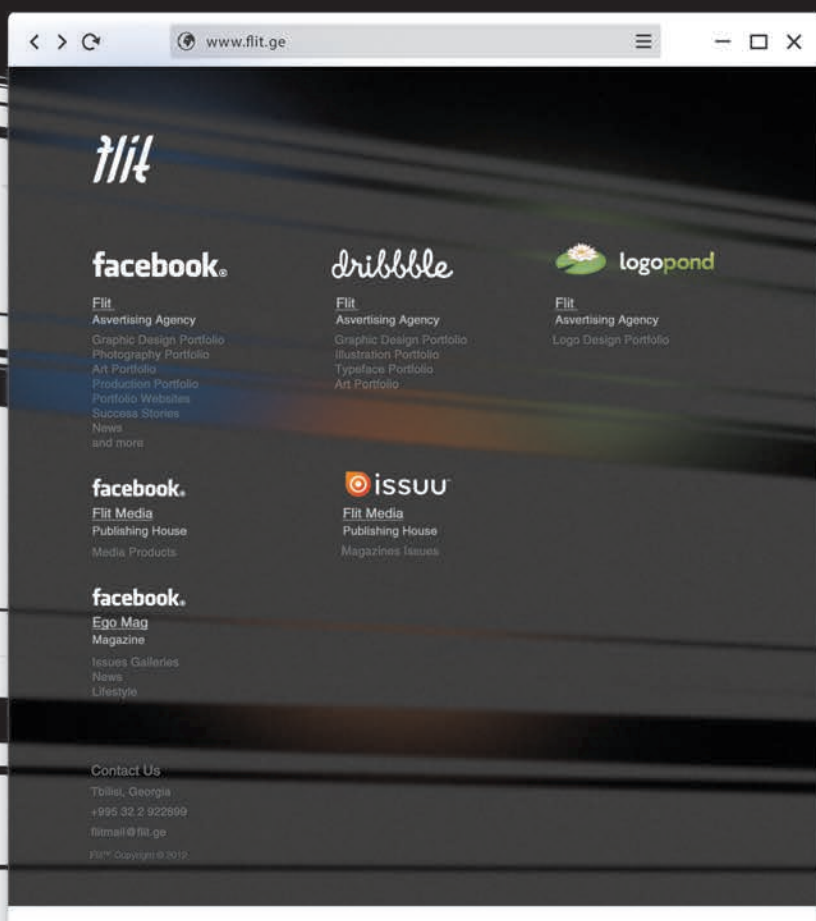 www.flit.ge
flit
facebook®
Flit
Asvertising Agency
Graphic Design Portfolio
Photography Portfolio
Art Portfolio
Production Portfolio
Portfolio Websites
Success Stories
News
and more
dribbble
Flit
Asvertising Agency
Graphic Design Portfolio
Illustration Portfolio
Typeface Portfolio
Art Portfolio
logopond
Flit
Asvertising Agency
Logo Design Portfolio
facebook®
Flit Media
Publishing House
Media Products
issuu
Flit Media
Publishing House
Magazines Issues
facebook®
Ego Mag
Magazine
Issues Galleries
News
Lifestyle
Contact Us
Tbilisi, Georgia
+995 32 2 922899
flitmail@flit.ge
Flit™ Copyright © 2012